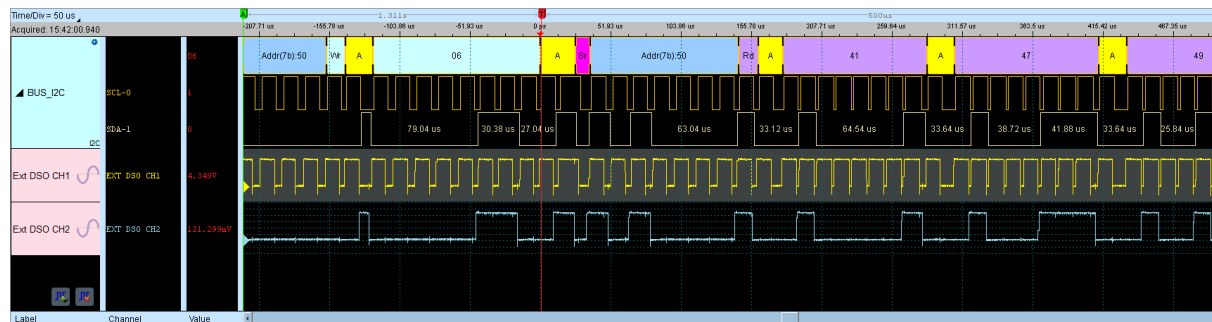 Time/Div = 50 us
A 1.311s T 500us
Acquired: 15:42:00.940
-207.71 us -155.78 us -103.86 us -51.93 us 0 ps 51.93 us 103.86 us 155.78 us 207.71 us 259.64 us 311.57 us 363.5 us 415.42 us 467.35 us
06 Addr(7b):50 Wr A 06 A Sr Addr(7b):50 Rd A 41 A 47 A 49
BUS_I2C SCL-0 1
SDA-1 0 79.04 us 30.38 us 27.04 us 63.04 us 33.12 us 64.54 us 33.64 us 38.72 us 41.88 us 33.64 us 25.84 us
I2C
Ext DSO CH1 EXT DSO CH1 4.349V
Ext DSO CH2 EXT DSO CH2 121.299mV
Label Channel Value